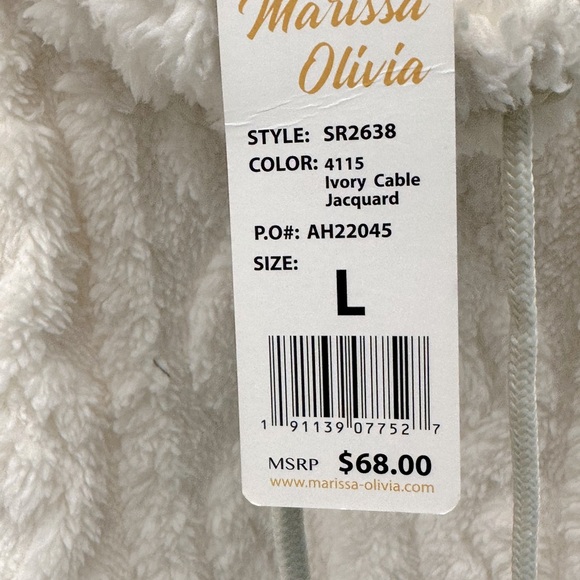 Marissa
Olivia
STYLE: SR2638
COLOR: 4115
Ivory Cable
Jacquard
P.O#: AH22045
SIZE:
L
1 91139 07752 7
MSRP $68.00
www.marissa-olivia.com